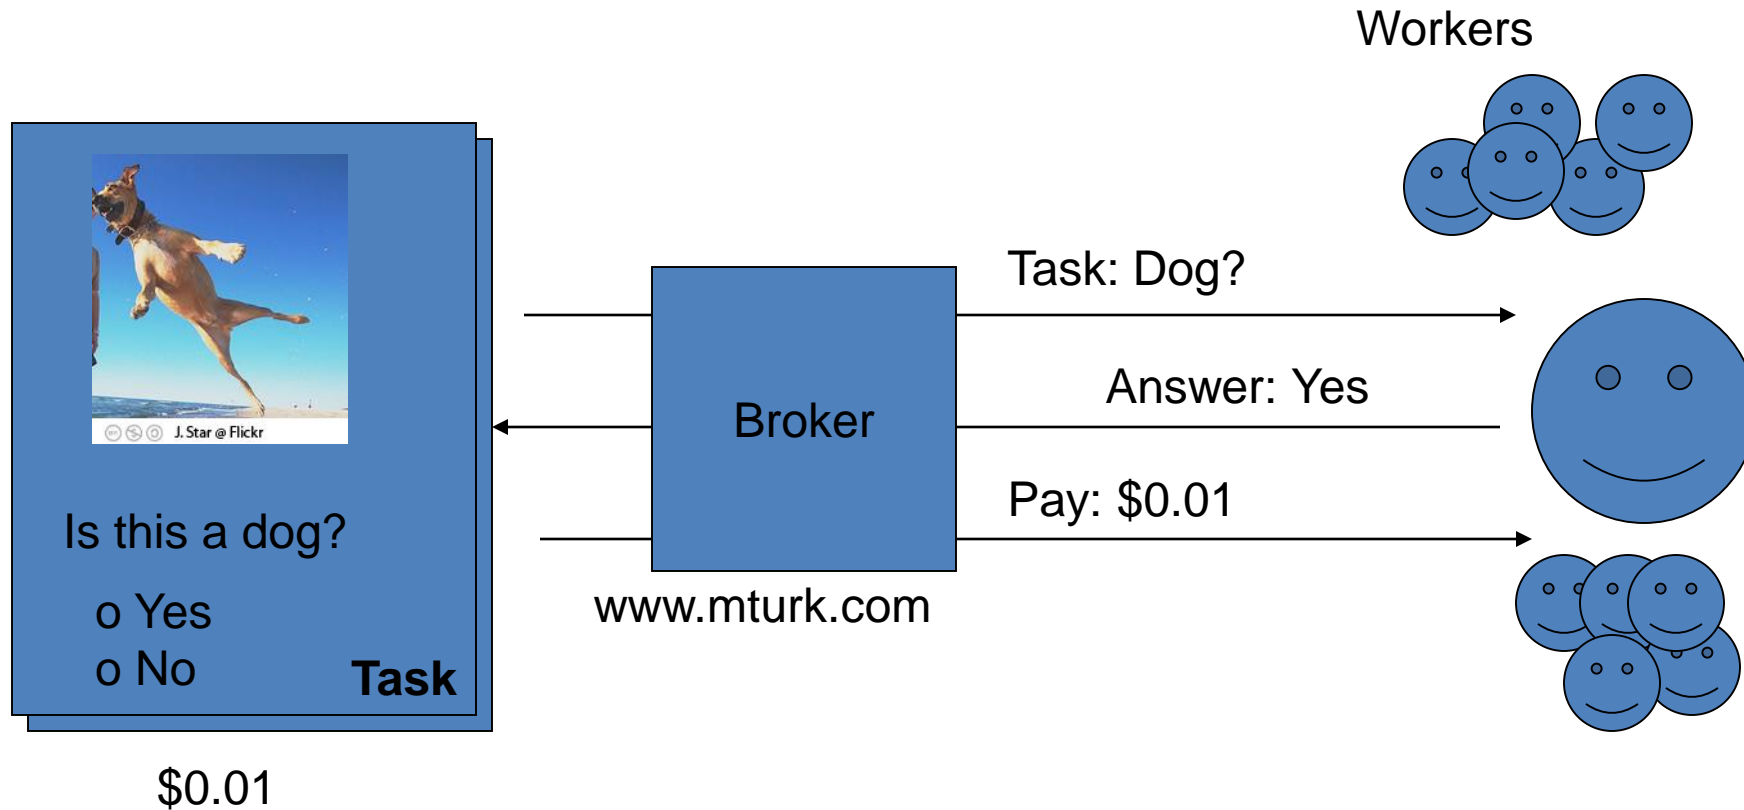 Workers
J. Star @ Flickr
Is this a dog?
o Yes
o No
Task
$0.01
Broker
www.mturk.com
Task: Dog?
Answer: Yes
Pay: $0.01